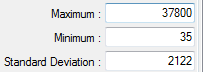 Maximum : 37800
Minimum : 35
Standard Deviation : 2122